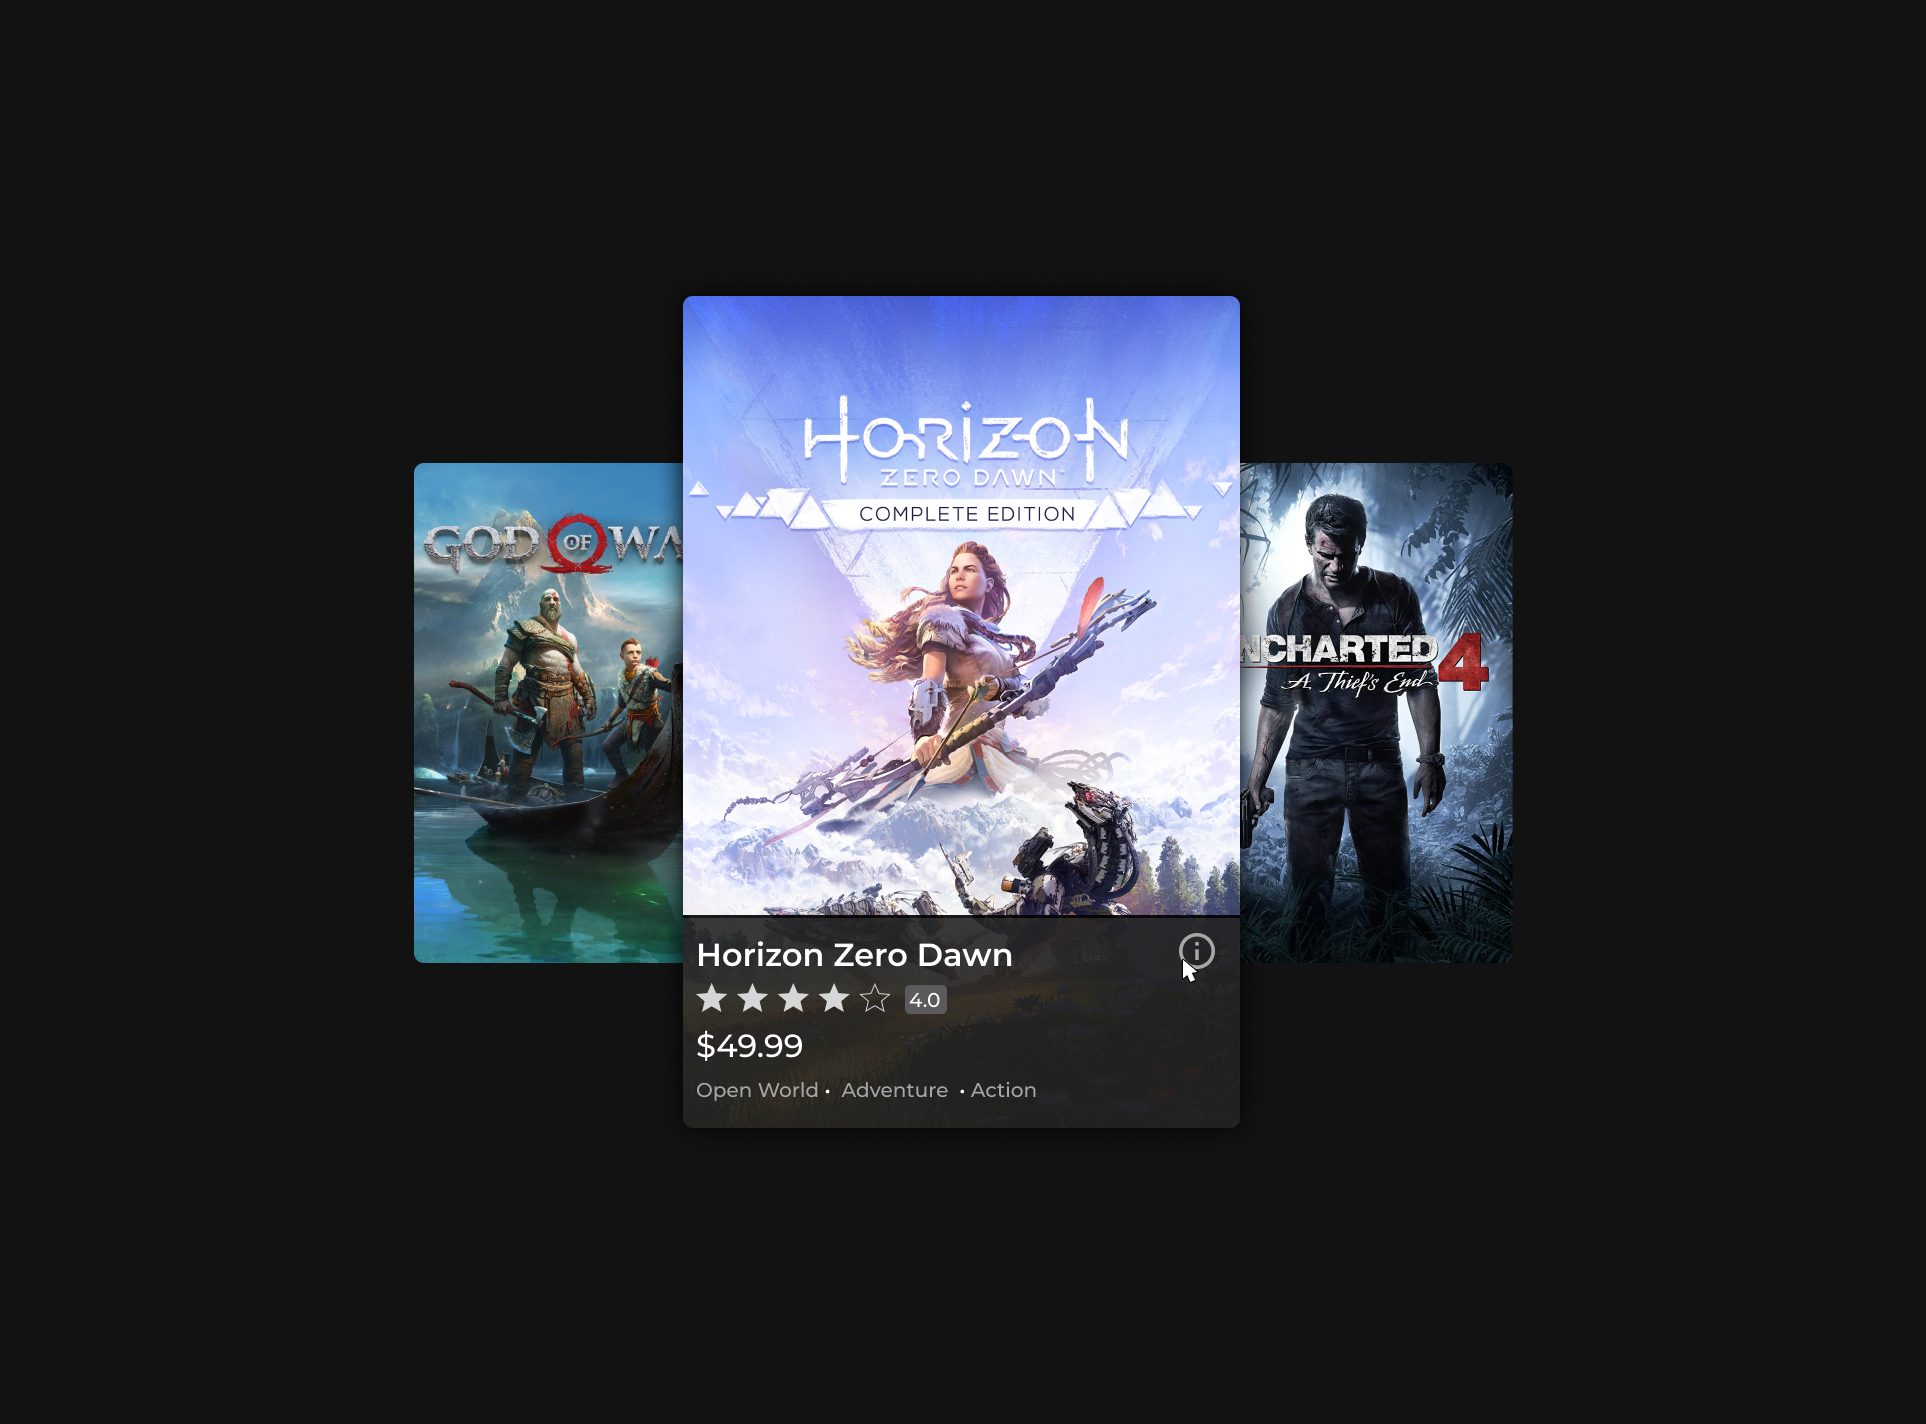 GOD OF WA
HORIZON
ZERO DAWN™
COMPLETE EDITION
NCHARTED 4
A Thief's End
Horizon Zero Dawn
4.0
$49.99
Open World • Adventure • Action